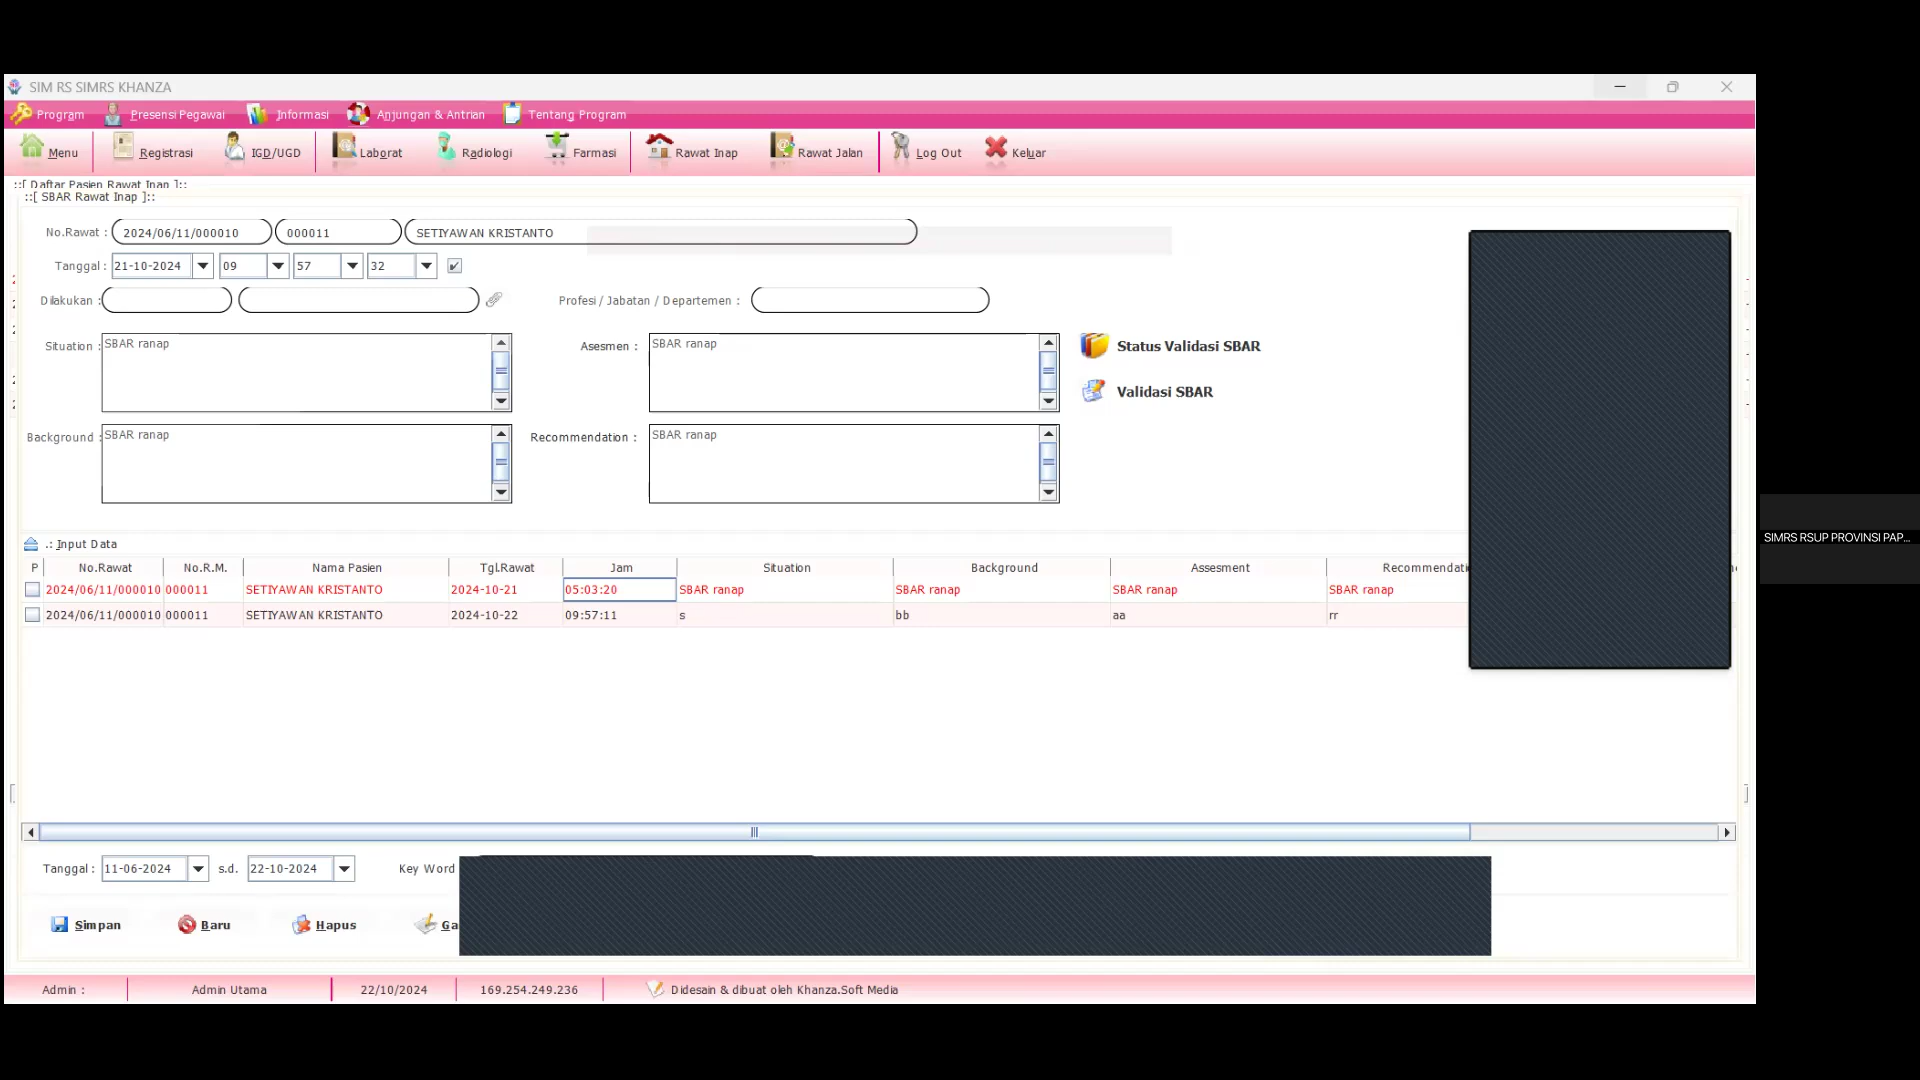 SIM RS SIMRS KHANZA
Program Presensi Pegawai Informasi Anjungan & Antrian Tentang Program
Menu Registrasi IGD/UGD Laborat Radiologi Farmasi Rawat Inap Rawat Jalan Log Out Keluar
::[ Daftar Pasien Rawat Inap ]::
::[ SBAR Rawat Inap ]::
No.Rawat : 2024/06/11/000010 000011 SETIYAWAN KRISTANTO
Tanggal : 21-10-2024 09 57 32
Dilakukan : Profesi / Jabatan / Departemen :
Situation : SBAR ranap Asesmen : SBAR ranap Status Validasi SBAR
Validasi SBAR
Background : SBAR ranap Recommendation : SBAR ranap
SIMRS RSUP PROVINSI PAP...
.: Input Data
P No.Rawat No.R.M. Nama Pasien Tgl.Rawat Jam Situation Background Assesment Recommendati
2024/06/11/000010 000011 SETIYAWAN KRISTANTO 2024-10-21 05:03:20 SBAR ranap SBAR ranap SBAR ranap SBAR ranap
2024/06/11/000010 000011 SETIYAWAN KRISTANTO 2024-10-22 09:57:11 s bb aa rr
Tanggal : 11-06-2024 s.d. 22-10-2024 Key Word
Simpan Baru Hapus Ga
Admin : Admin Utama 22/10/2024 169.254.249.236 Didesain & dibuat oleh Khanza.Soft Media